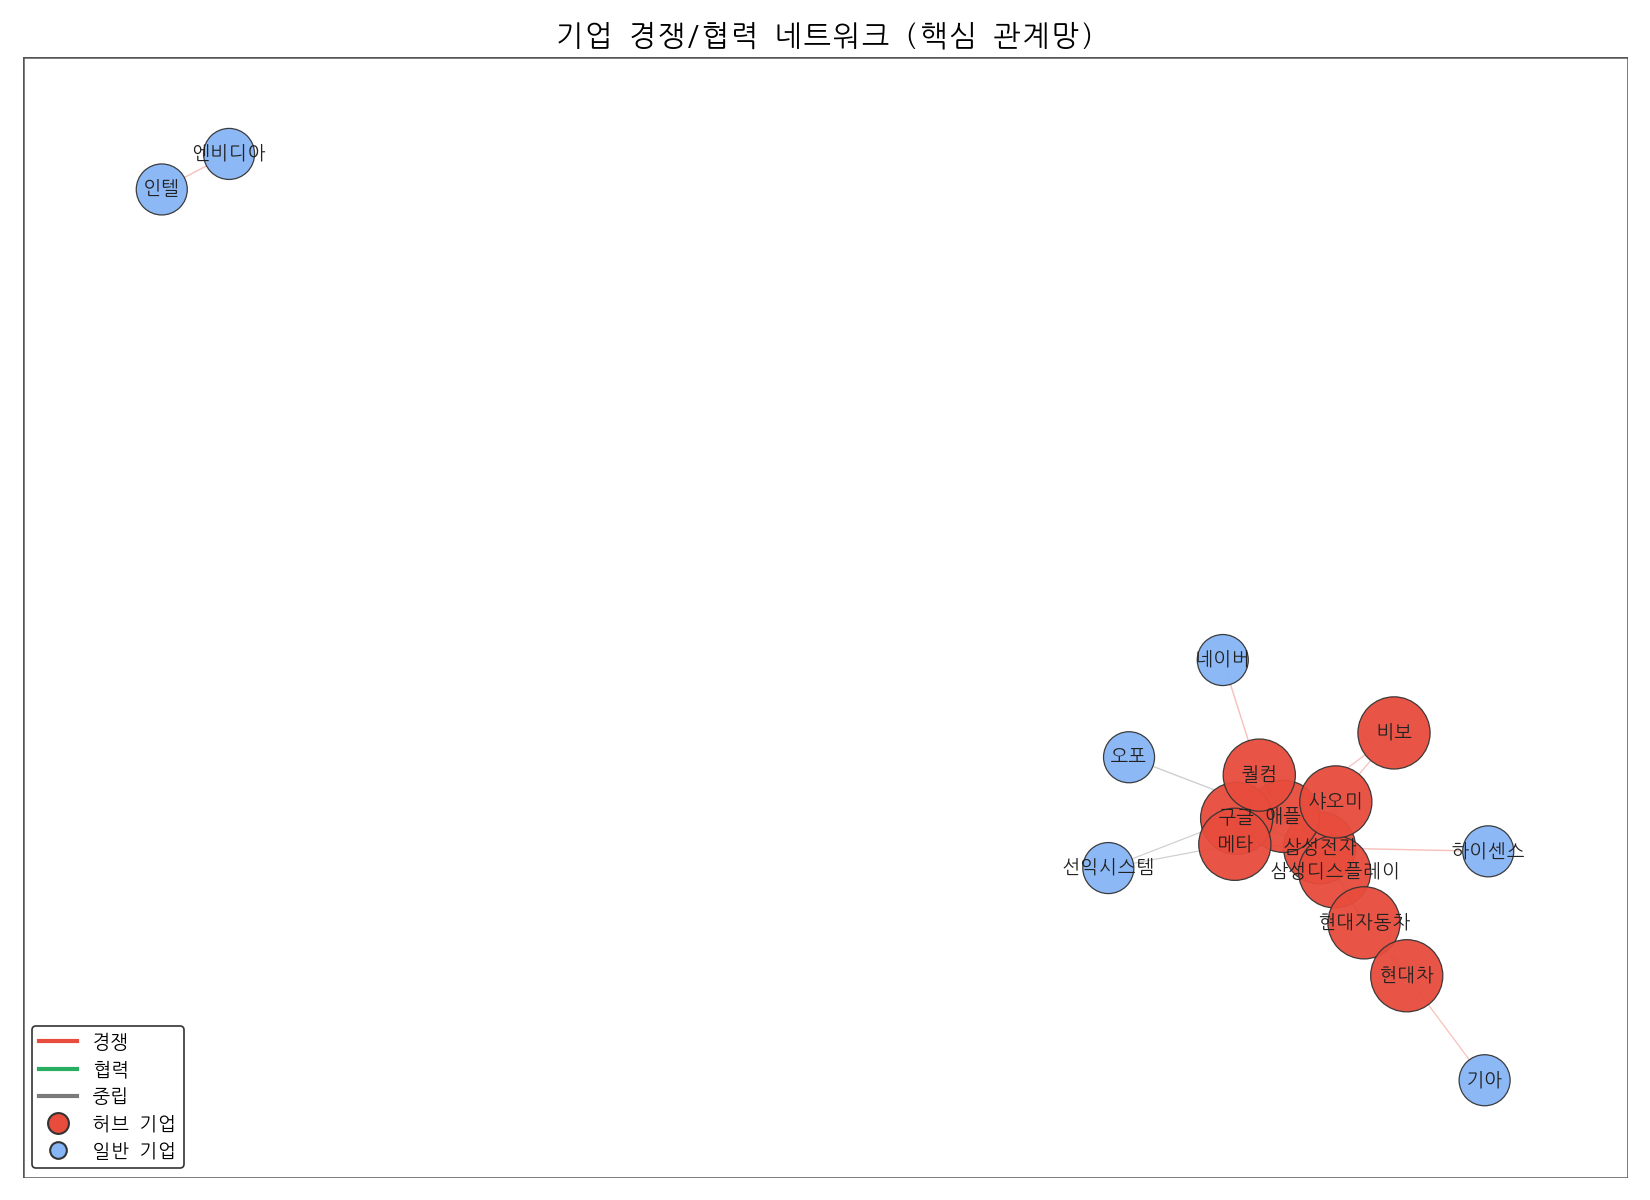 기업 경쟁/협력 네트워크 (핵심 관계망)
엔비디아
인텔
네이버
비보
오포
퀄컴
샤오미
구글
애플
메타
삼성전자
하이센스
선익시스템
삼성디스플레이
현대자동차
현대차
기아
경쟁
협력
중립
허브 기업
일반 기업